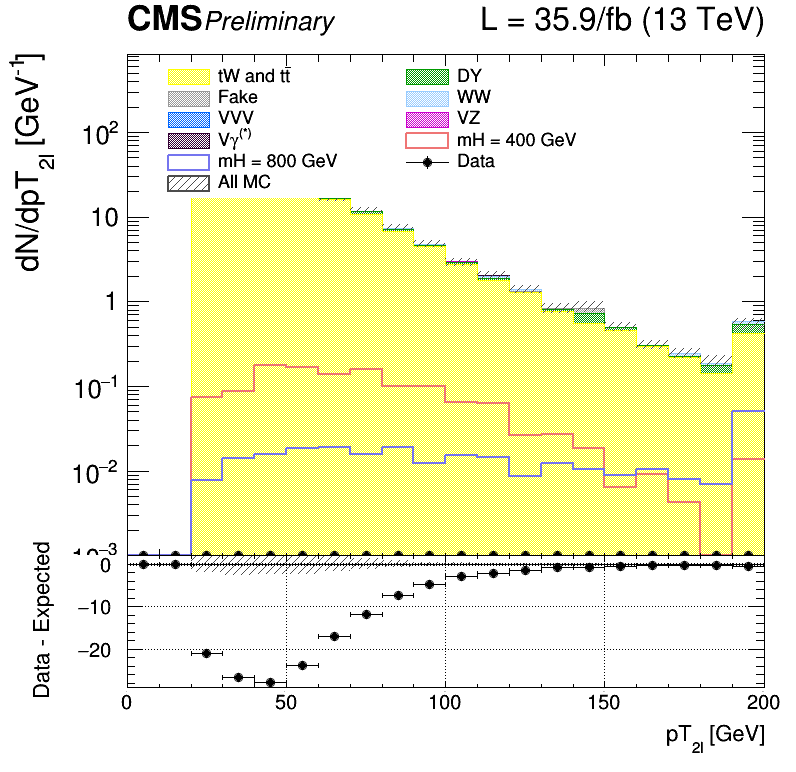 CMS Preliminary L = 35.9/fb (13 TeV)
dN/dpT_2l [GeV⁻¹]
tW and tt̄ DY
Fake WW
VVV VZ
Vγ(*) mH = 400 GeV
mH = 800 GeV Data
All MC
10²
10
1
10⁻¹
10⁻²
10⁻³
Data - Expected
0
−10
−20
0 50 100 150 200
pT_2l [GeV]